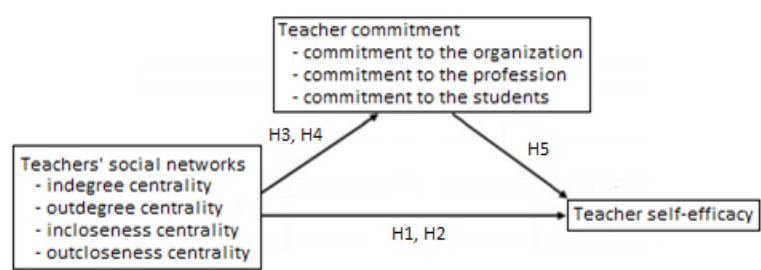 Teacher commitment
- commitment to the organization
- commitment to the profession
- commitment to the students
H3, H4
H5
Teachers' social networks
- indegree centrality
- outdegree centrality
- incloseness centrality
- outcloseness centrality
Teacher self-efficacy
H1, H2